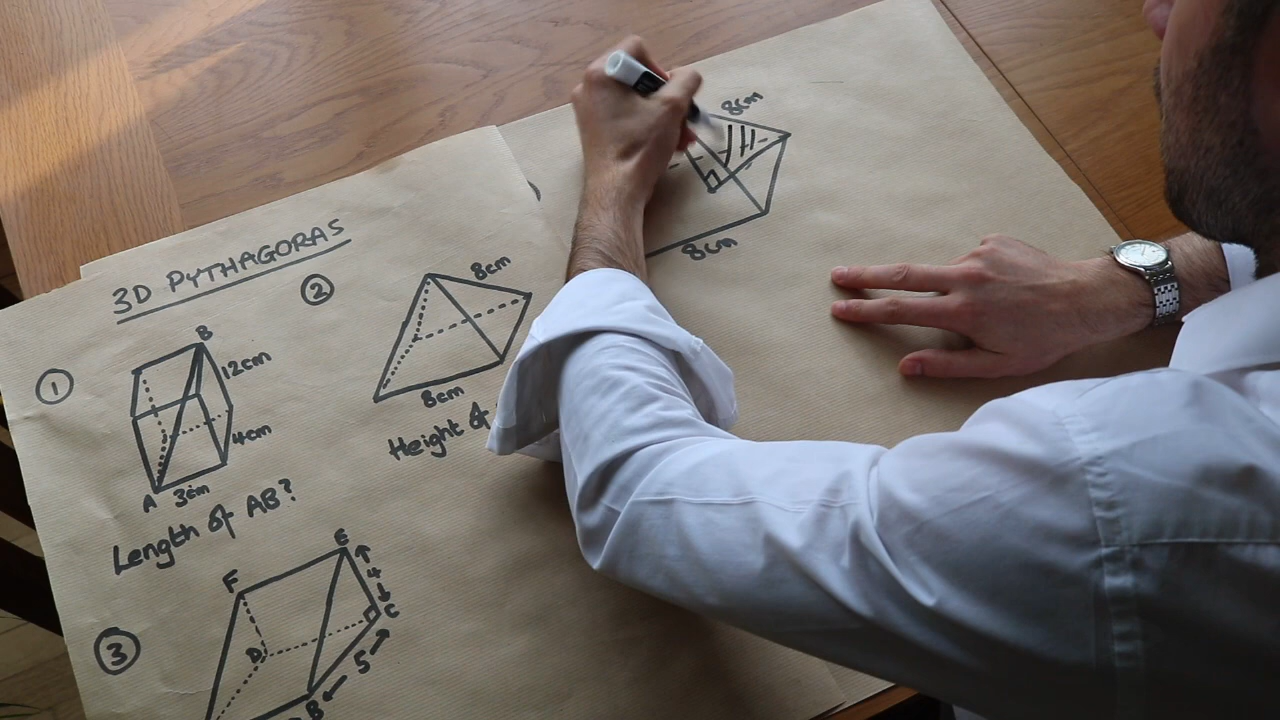 3D PYTHAGORAS
1
B
12cm
4cm
A 3cm
Length of AB?
2
8cm
8cm
Height of
3
E
F
4
C
D
5
B
8cm
8cm